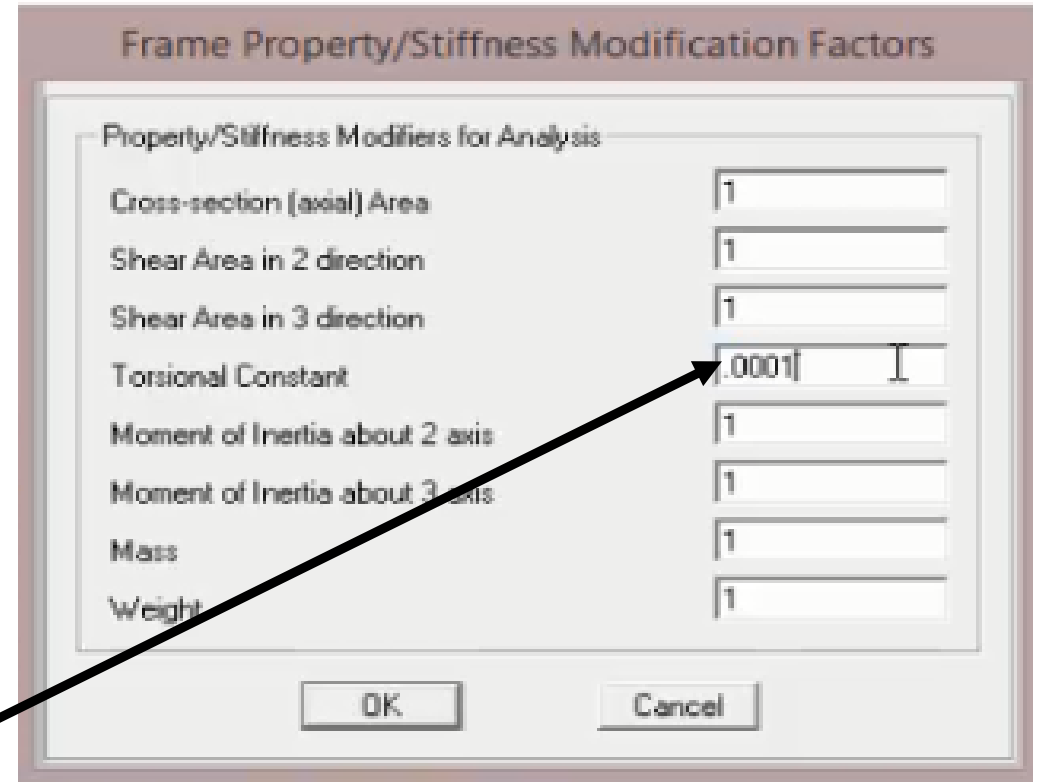 Frame Property/Stiffness Modification Factors
Property/Stiffness Modifiers for Analysis
Cross-section (axial) Area 1
Shear Area in 2 direction 1
Shear Area in 3 direction 1
Torsional Constant .0001
Moment of Inertia about 2 axis 1
Moment of Inertia about 3 axis 1
Mass 1
Weight 1
OK Cancel